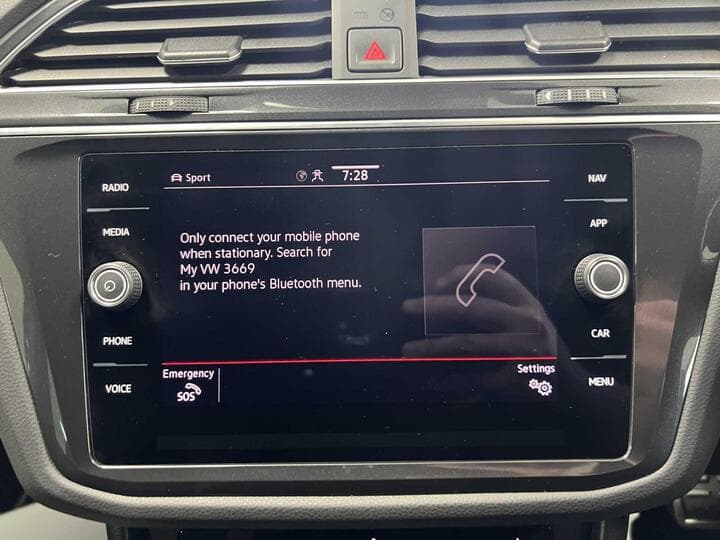 Sport
7:28
RADIO
MEDIA
PHONE
VOICE
Only connect your mobile phone
when stationary. Search for
My VW 3669
in your phone's Bluetooth menu.
Emergency
SOS
Settings
NAV
APP
CAR
MENU